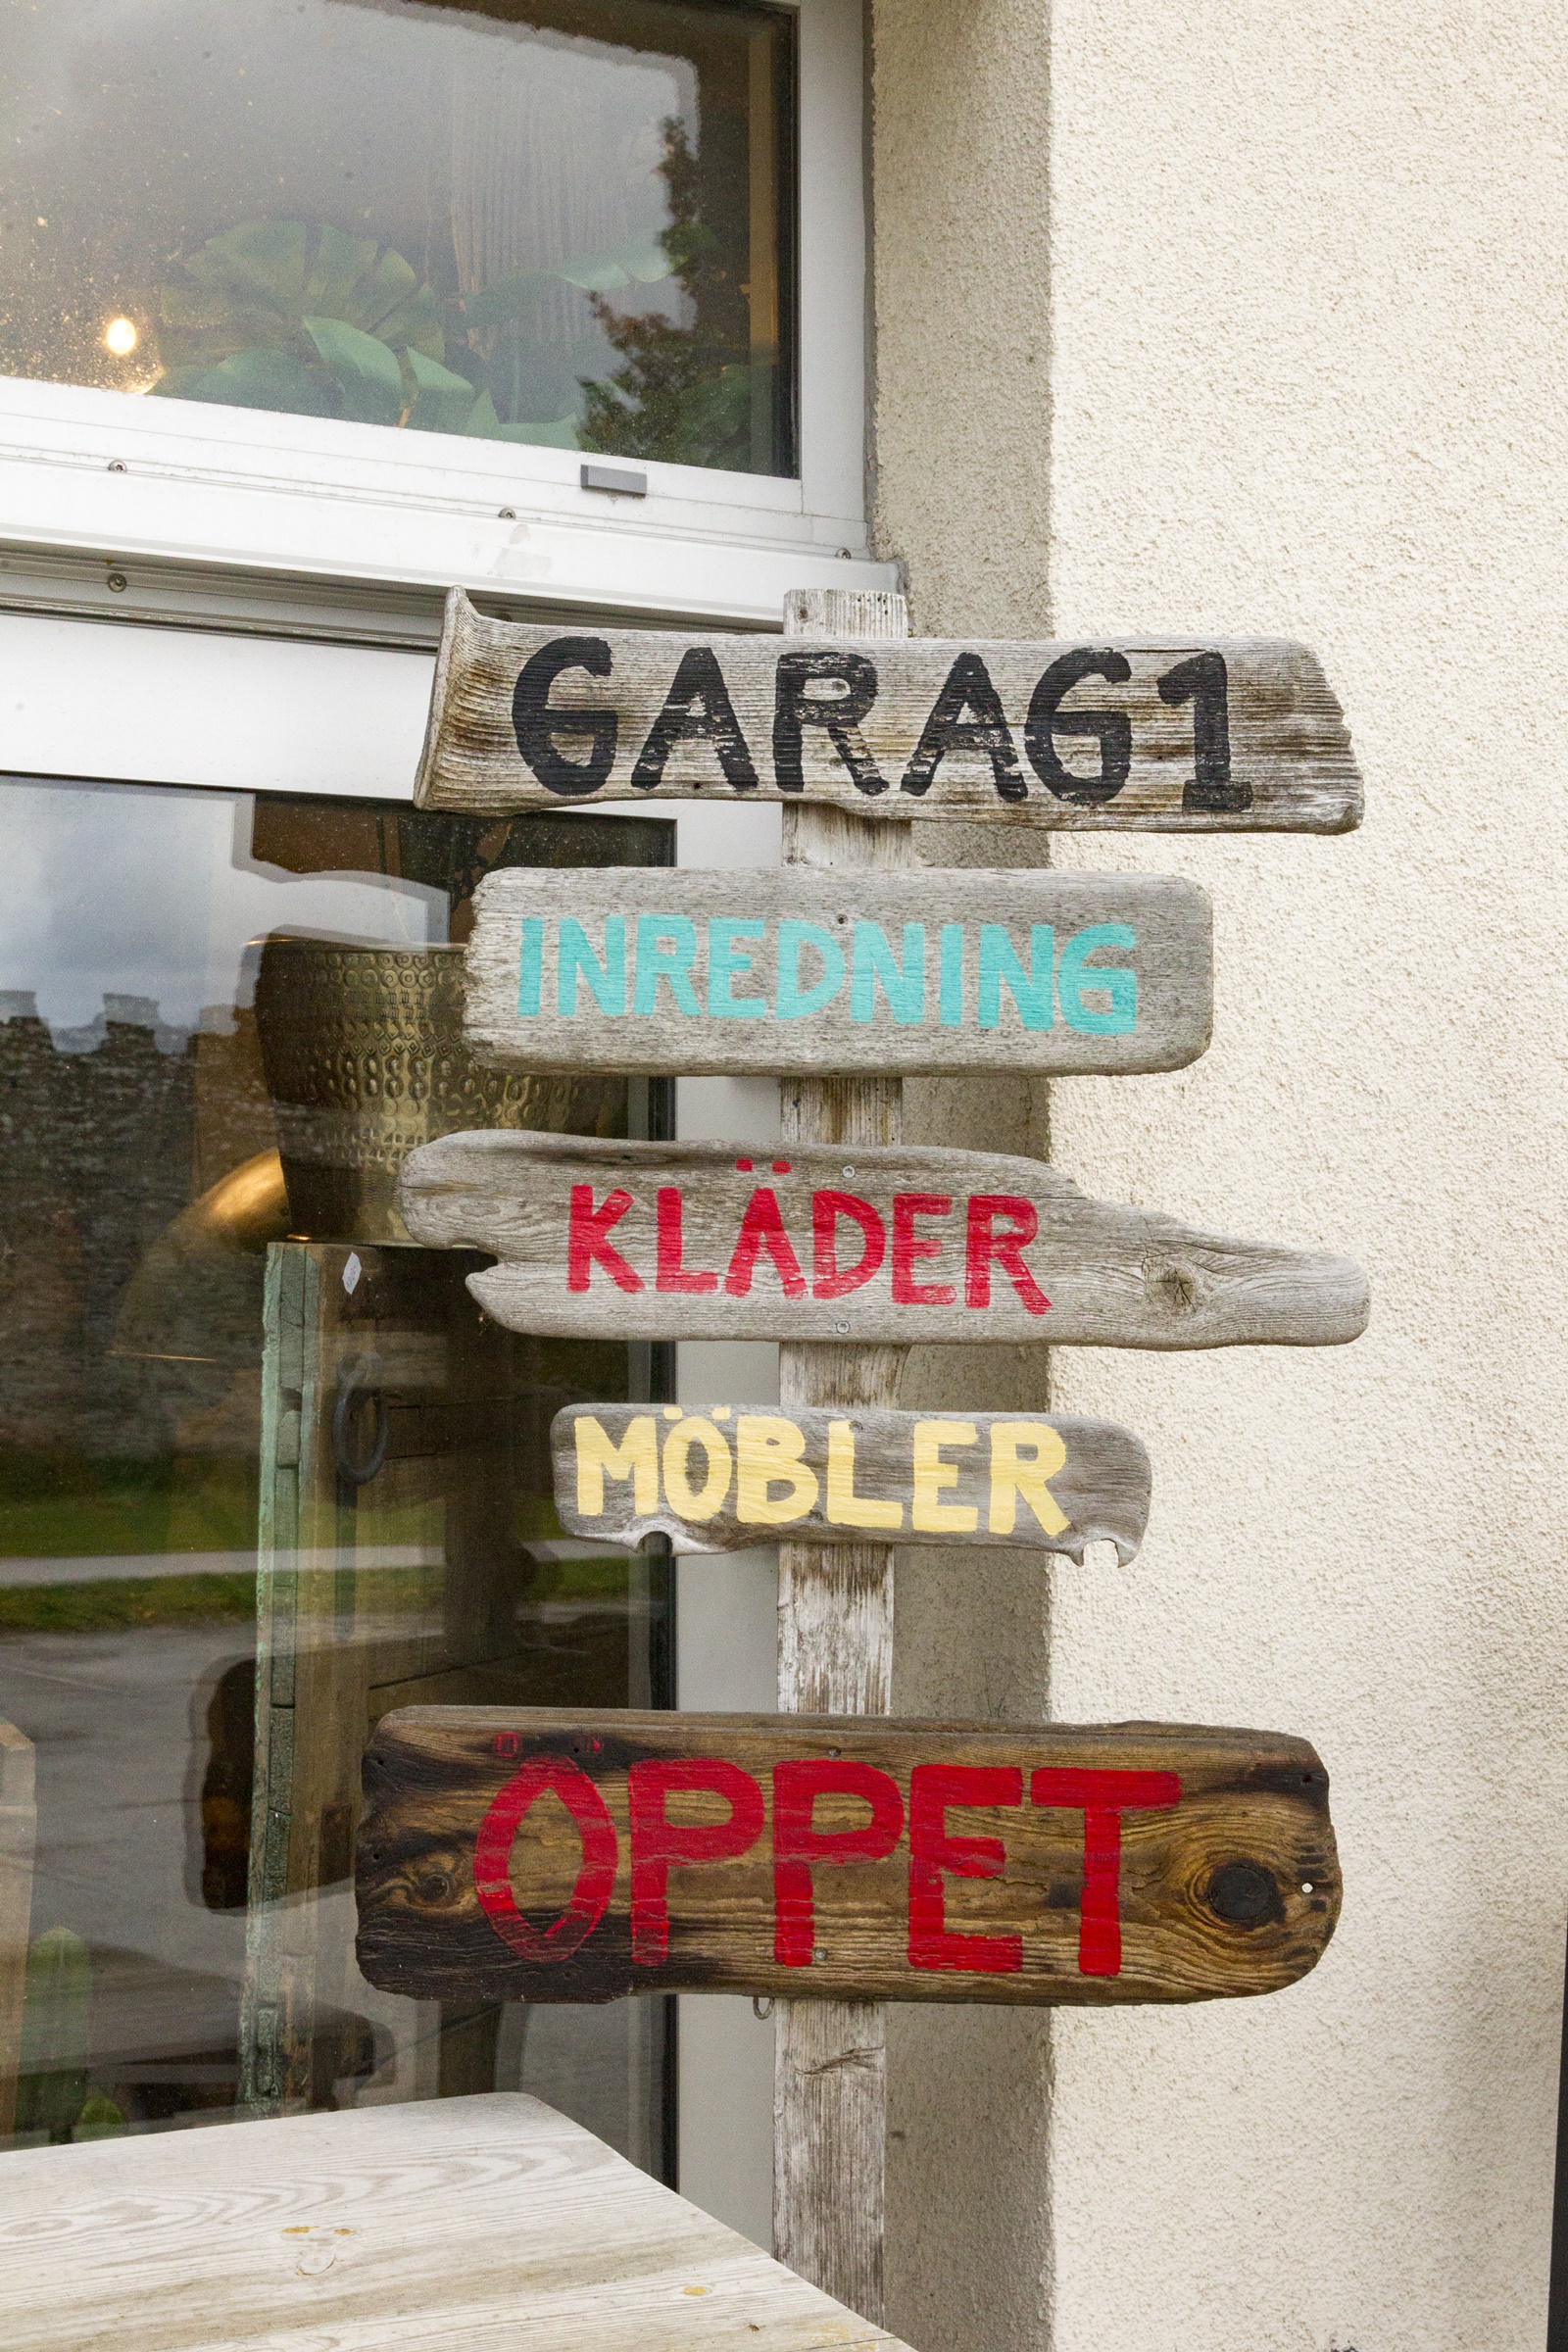 GARAG1
INREDNING
KLÄDER
MÖBLER
ÖPPET